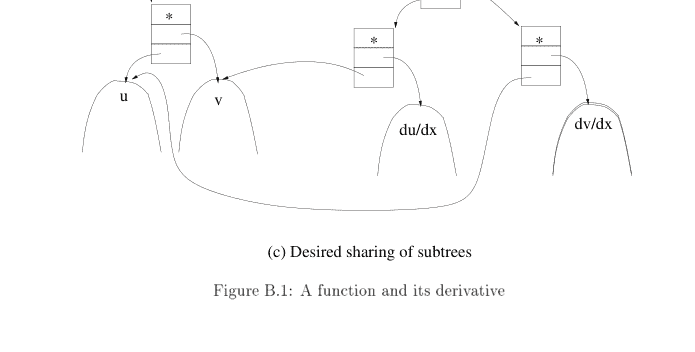 *
*
*
u
v
du/dx
dv/dx
(c) Desired sharing of subtrees
Figure B.1: A function and its derivative